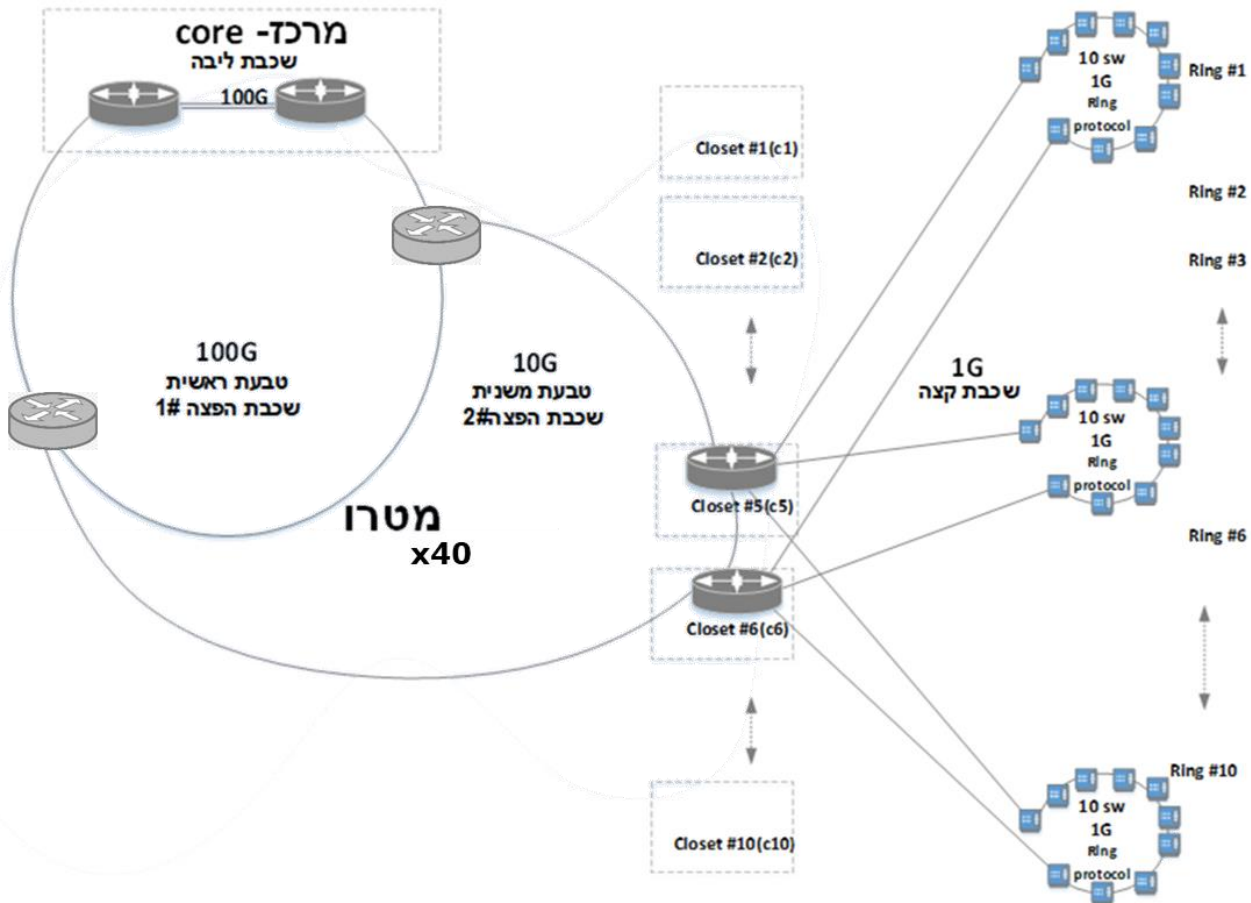 מרכז- core
שכבת ליבה
100G
Closet #1(c1)
Closet #2(c2)
100G
טבעת ראשית
שכבת הפצה #1
10G
טבעת משנית
שכבת הפצה#2
מטרו
x40
Closet #5(c5)
Closet #6(c6)
Closet #10(c10)
1G
שכבת קצה
10 sw
1G
Ring
protocol
Ring #1
Ring #2
Ring #3
10 sw
1G
Ring
protocol
Ring #6
Ring #10
10 sw
1G
Ring
protocol